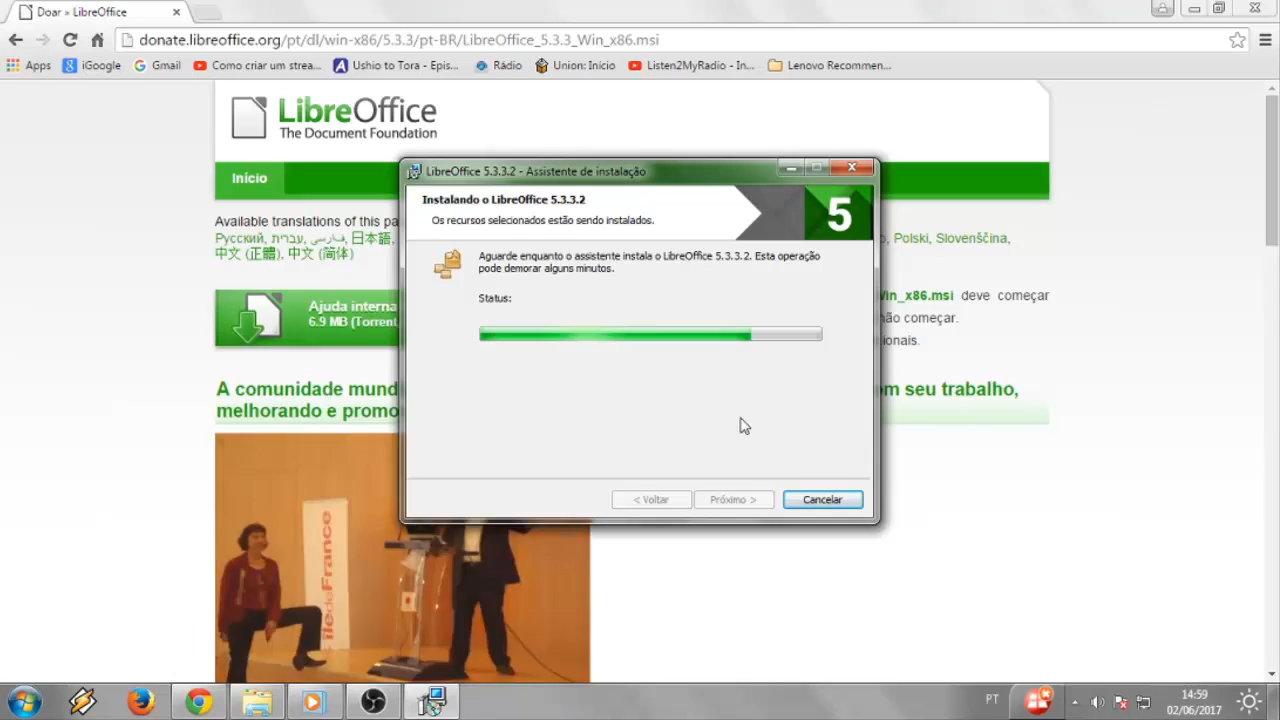 Doar » LibreOffice
donate.libreoffice.org/pt/dl/win-x86/5.3.3/pt-BR/LibreOffice_5.3.3_Win_x86.msi
Apps iGoogle Gmail Como criar um strea... Ushio to Tora - Epis... Rádio Union: Início Listen2MyRadio - In... Lenovo Recommen...
LibreOffice
The Document Foundation
Início
Available translations of this pa
Русский, עברית, فارسی, 日本語,
, Polski, Slovenščina,
中文 (正體), 中文 (简体)
Ajuda interna
6.9 MB (Torrent,
Win_x86.msi deve começar
não começar.
ionais.
A comunidade mund
om seu trabalho,
melhorando e promo
LibreOffice 5.3.3.2 - Assistente de instalação
Instalando o LibreOffice 5.3.3.2
Os recursos selecionados estão sendo instalados.
5
Aguarde enquanto o assistente instala o LibreOffice 5.3.3.2. Esta operação
pode demorar alguns minutos.
Status:
< Voltar
Próximo >
Cancelar
îledeFrance
PT
14:59
02/06/2017